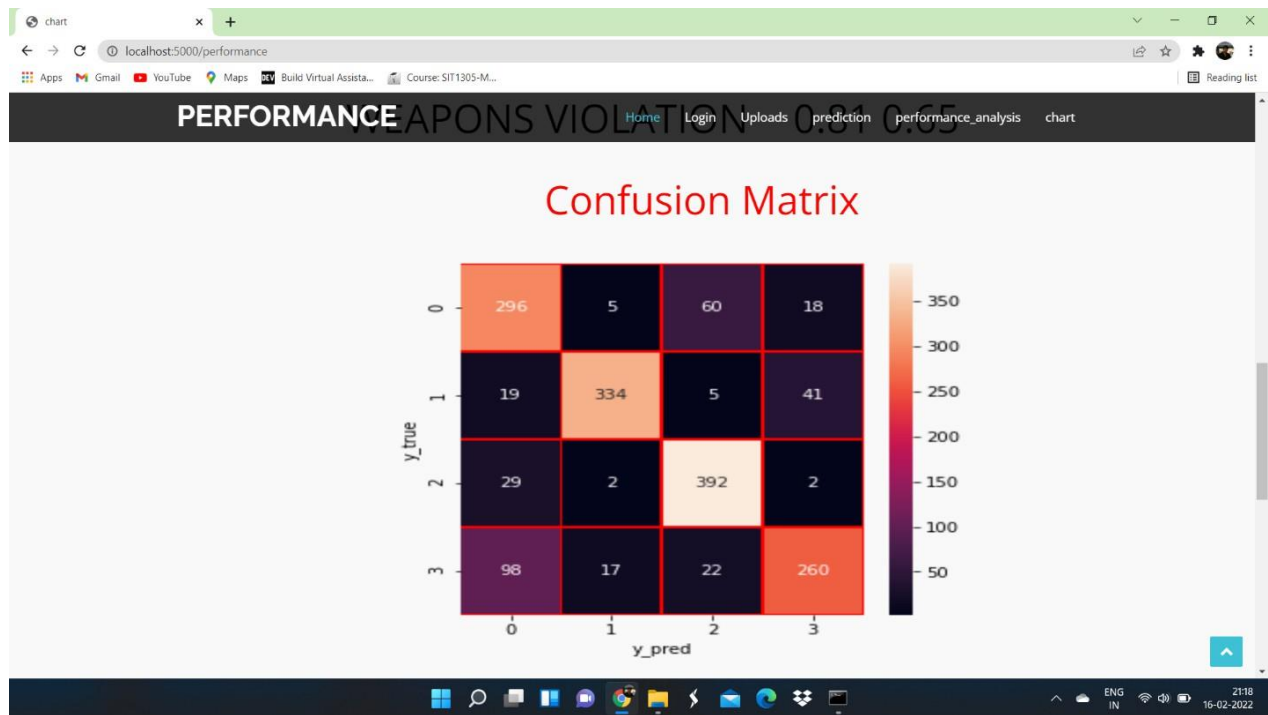 chart
localhost:5000/performance
Apps Gmail YouTube Maps DEV Build Virtual Assista... Course: SIT1305-M... Reading list
PERFORMANCE Home Login Uploads prediction performance_analysis chart
WEAPONS VIOLATION 0.81 0.65
Confusion Matrix
0 296 5 60 18
1 19 334 5 41
2 29 2 392 2
3 98 17 22 260
0 1 2 3
y_true
y_pred
350
300
250
200
150
100
50
ENG
IN
21:18
16-02-2022